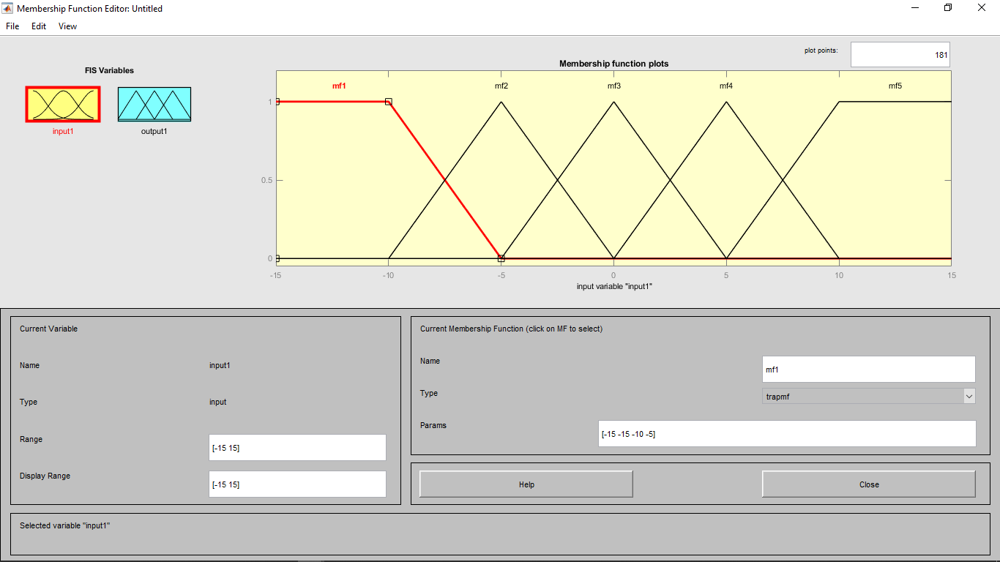 Membership Function Editor: Untitled
File Edit View
plot points: 181
FIS Variables
Membership function plots
input1 output1
mf1 mf2 mf3 mf4 mf5
1
0.5
0
-15 -10 -5 0 5 10 15
input variable "input1"
Current Variable
Name input1
Type input
Range [-15 15]
Display Range [-15 15]
Current Membership Function (click on MF to select)
Name mf1
Type trapmf
Params [-15 -15 -10 -5]
Help Close
Selected variable "input1"